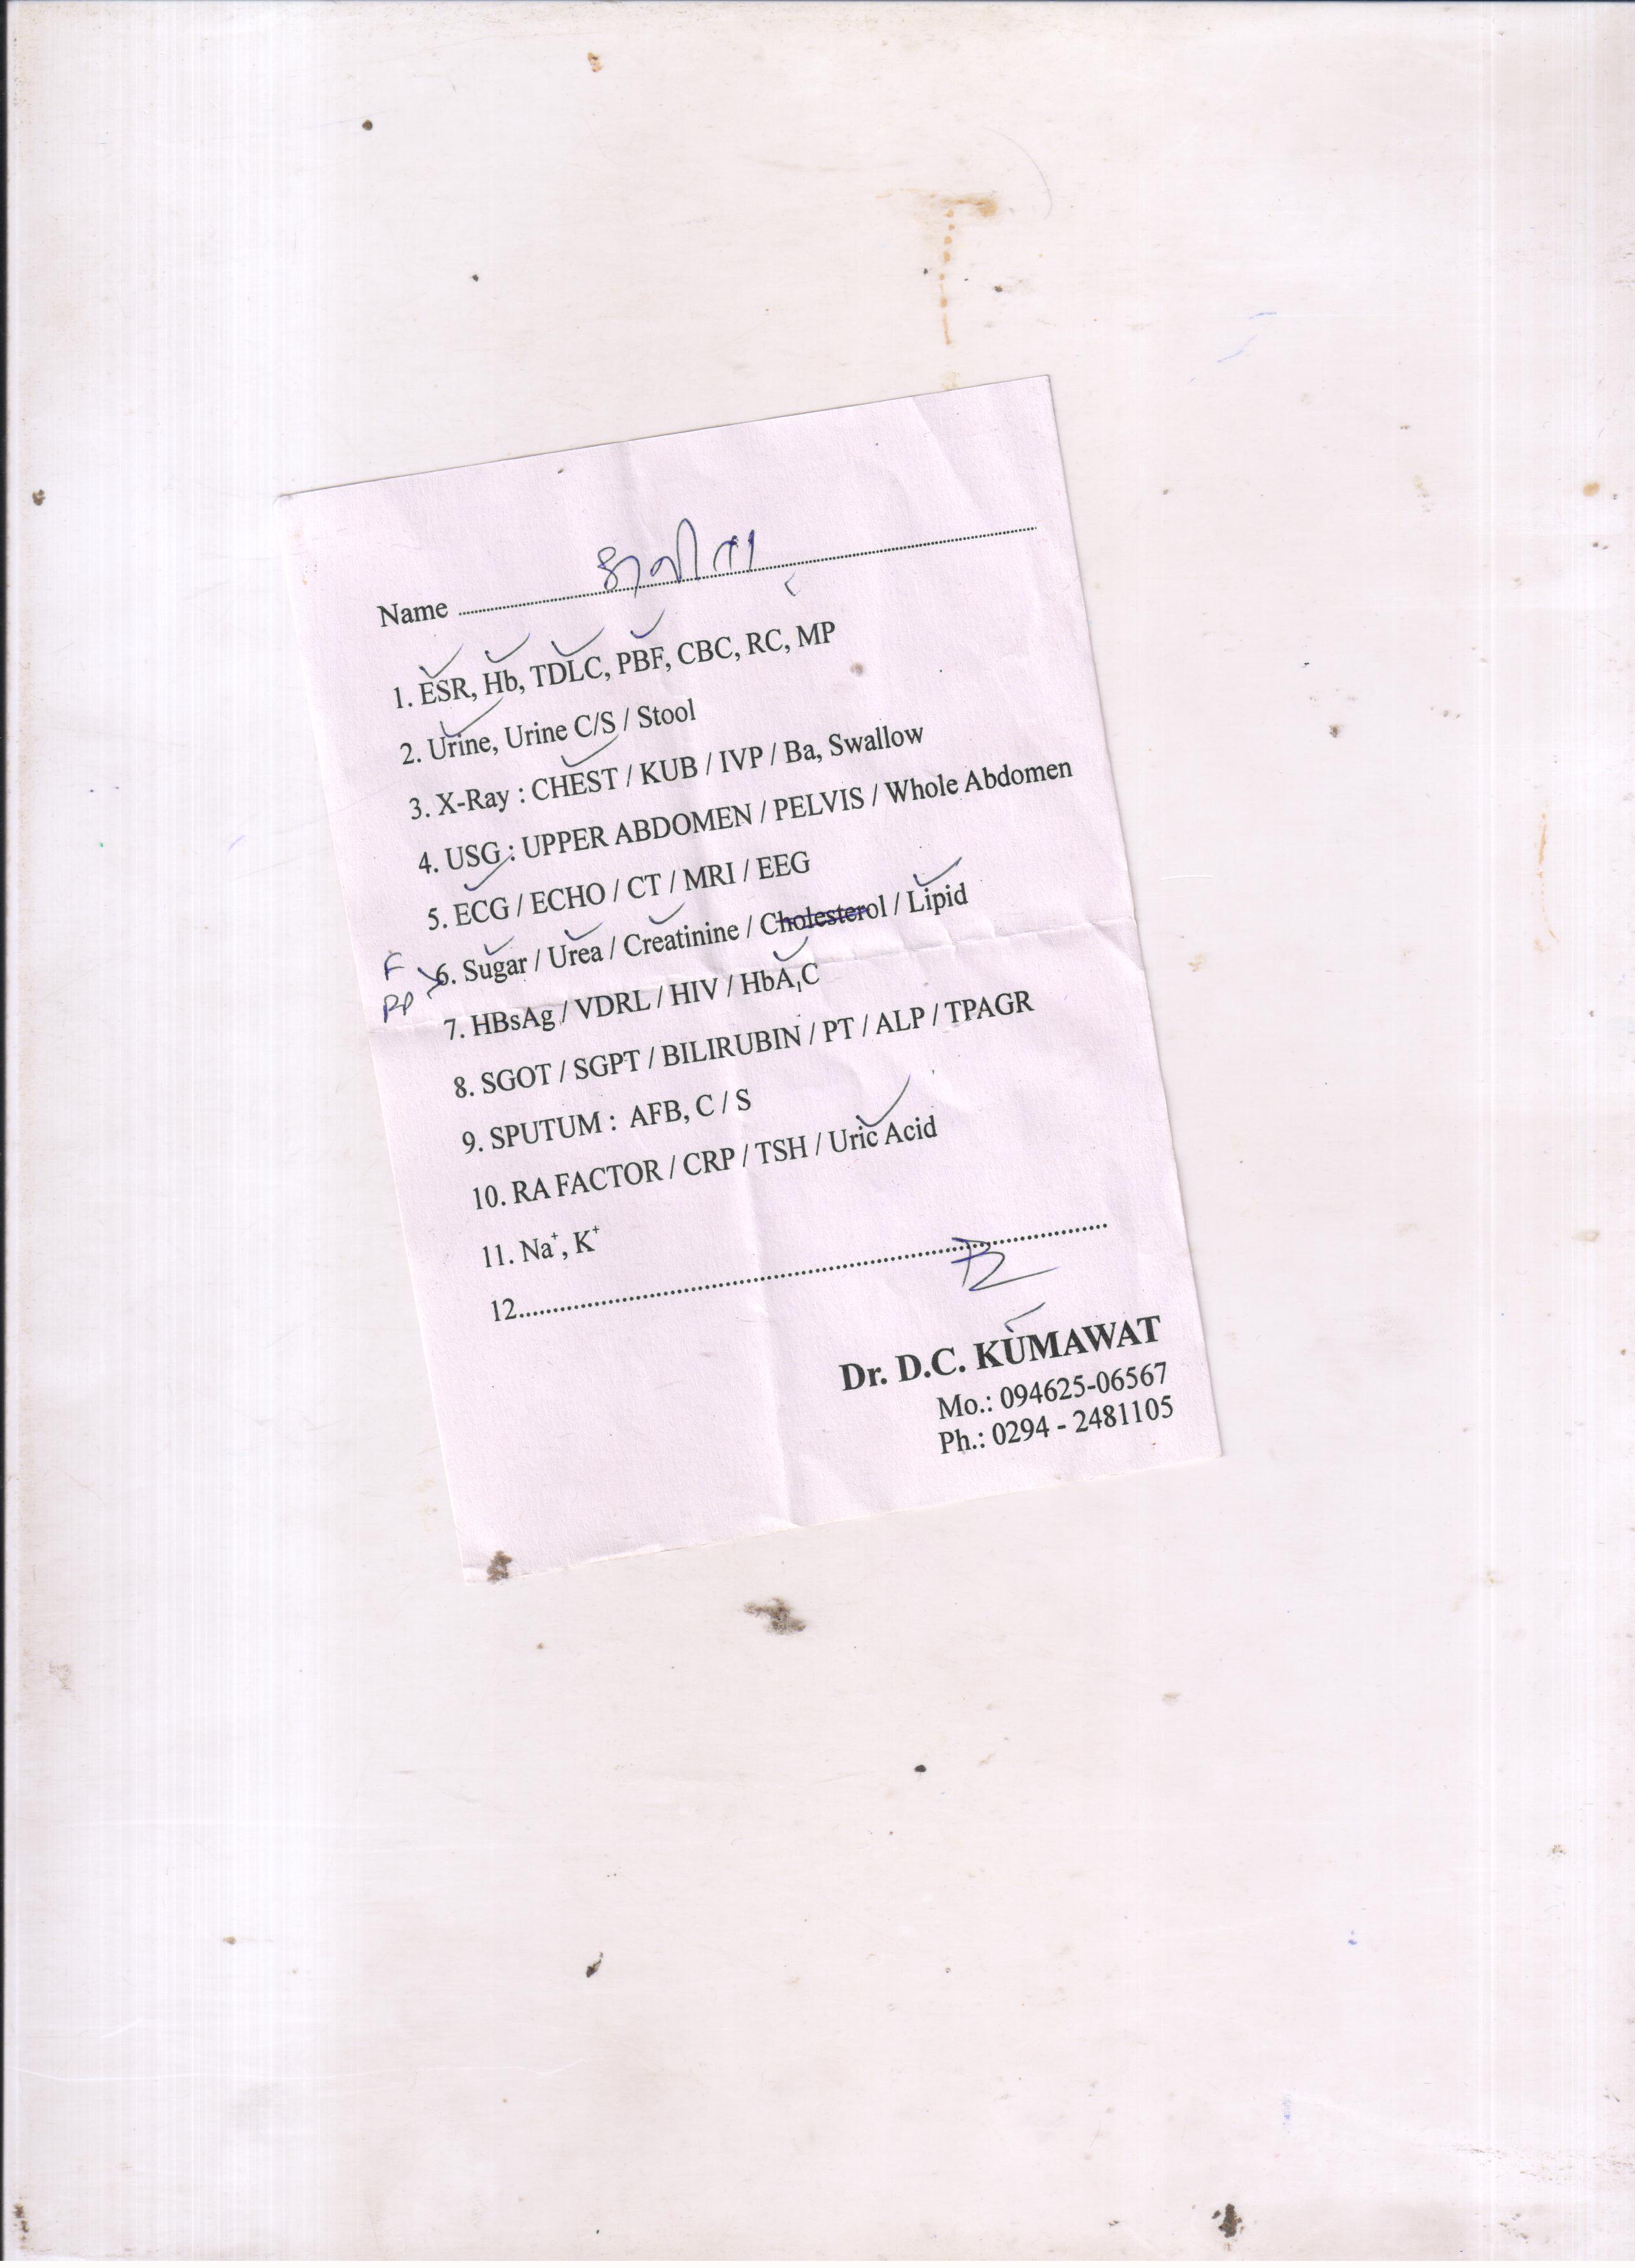 Name
1. ESR, Hb, TDLC, PBF, CBC, RC, MP
2. Urine, Urine C/S / Stool
3. X-Ray : CHEST / KUB / IVP / Ba, Swallow
4. USG : UPPER ABDOMEN / PELVIS / Whole Abdomen
5. ECG / ECHO / CT / MRI / EEG
F
6. Sugar / Urea / Creatinine / Cholesterol / Lipid
PP
7. HBsAg / VDRL / HIV / HbA₁C
8. SGOT / SGPT / BILIRUBIN / PT / ALP / TPAGR
9. SPUTUM : AFB, C / S
10. RA FACTOR / CRP / TSH / Uric Acid
11. Na⁺, K⁺
12.
Dr. D.C. KUMAWAT
Mo.: 094625-06567
Ph.: 0294 - 2481105